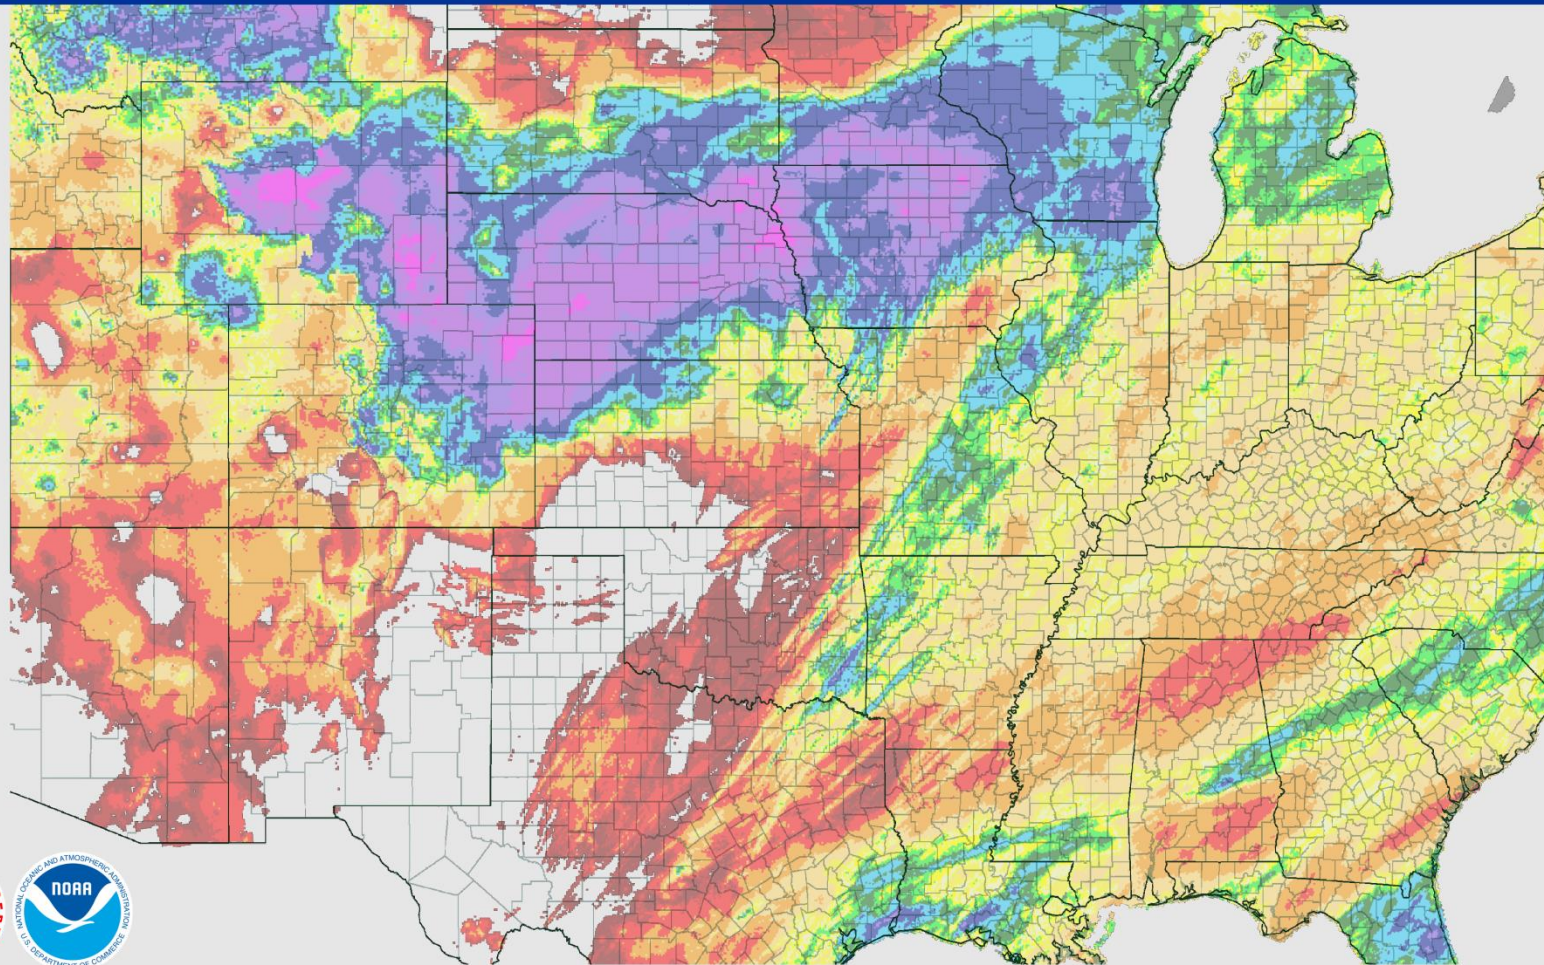 NATIONAL OCEANIC AND ATMOSPHERIC ADMINISTRATION
NOAA
U.S. DEPARTMENT OF COMMERCE